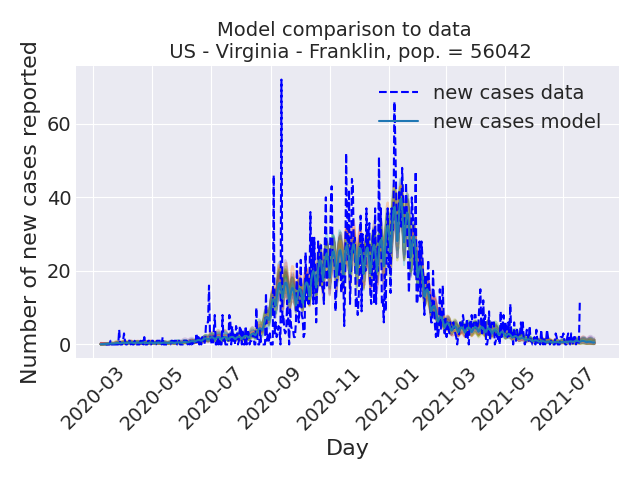 Model comparison to data
US - Virginia - Franklin, pop. = 56042
Number of new cases reported
60
40
20
0
new cases data
new cases model
2020-03
2020-05
2020-07
2020-09
2020-11
2021-01
2021-03
2021-05
2021-07
Day